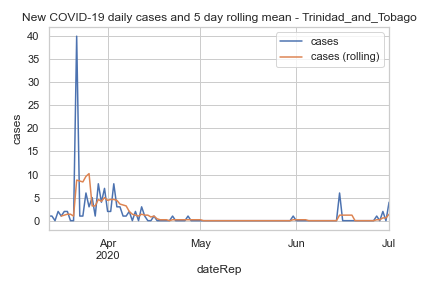 New COVID-19 daily cases and 5 day rolling mean - Trinidad_and_Tobago
cases
cases (rolling)
40
35
30
25
20
15
10
5
0
cases
Apr
2020
May
Jun
Jul
dateRep